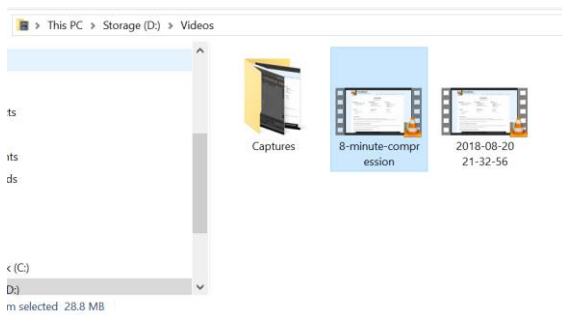 This PC > Storage (D:) > Videos
ts
nts
ds
Captures
8-minute-compr
ession
2018-08-20
21-32-56
k (C:)
D:)
m selected 28.8 MB